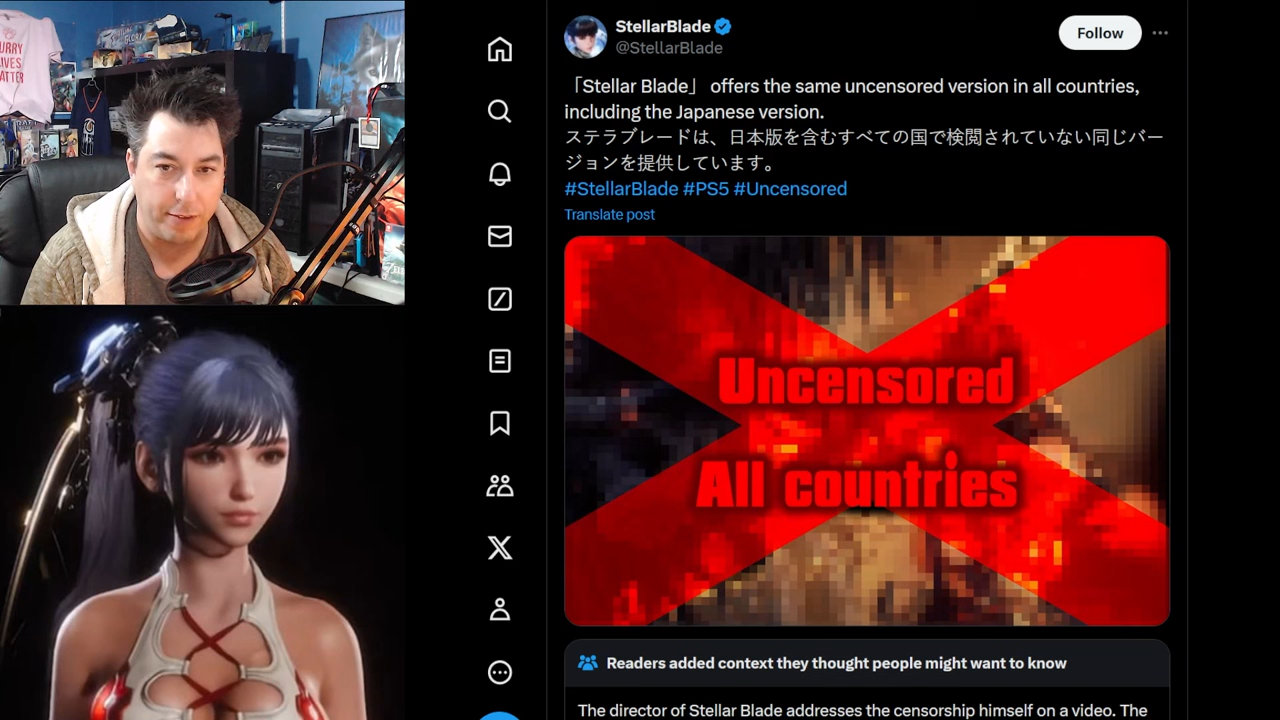 URRY
LIVES
ATTER
StellarBlade
@StellarBlade
Follow
「Stellar Blade」 offers the same uncensored version in all countries,
including the Japanese version.
ステラブレードは、日本版を含むすべての国で検閲されていない同じバー
ジョンを提供しています。
#StellarBlade #PS5 #Uncensored
Translate post
Uncensored
All countries
Readers added context they thought people might want to know
The director of Stellar Blade addresses the censorship himself on a video. The